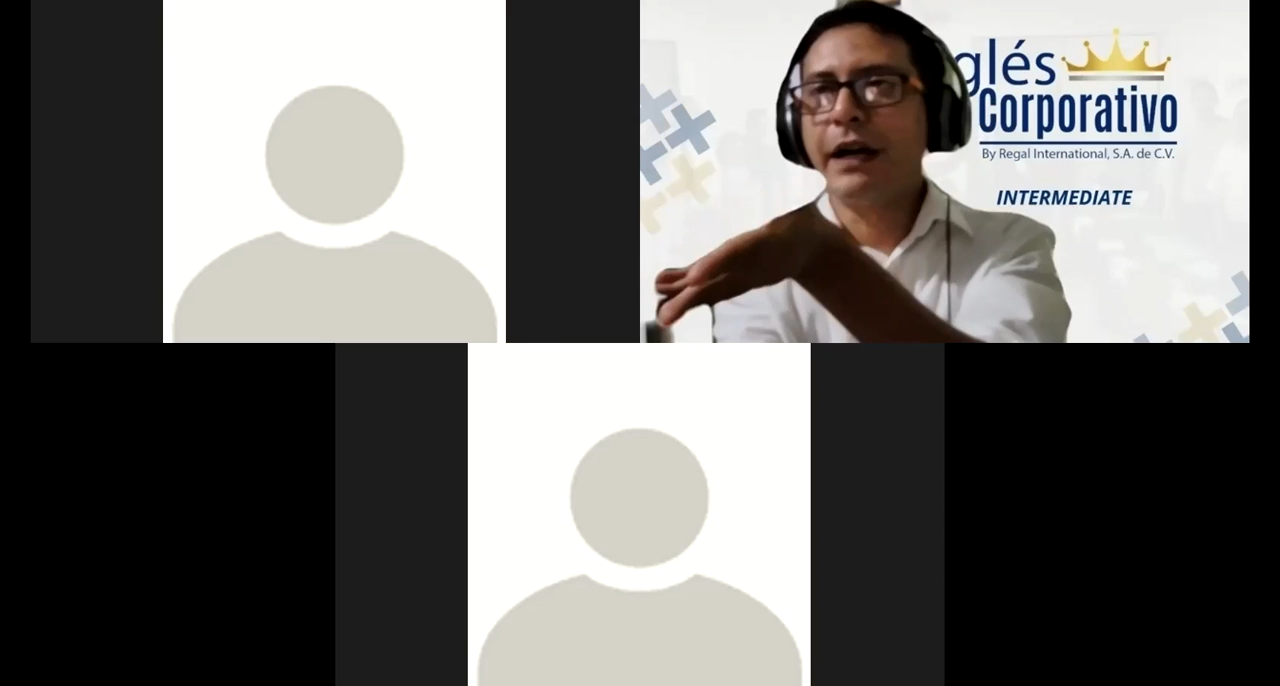 glés
Corporativo
By Regal International, S.A. de C.V.
INTERMEDIATE